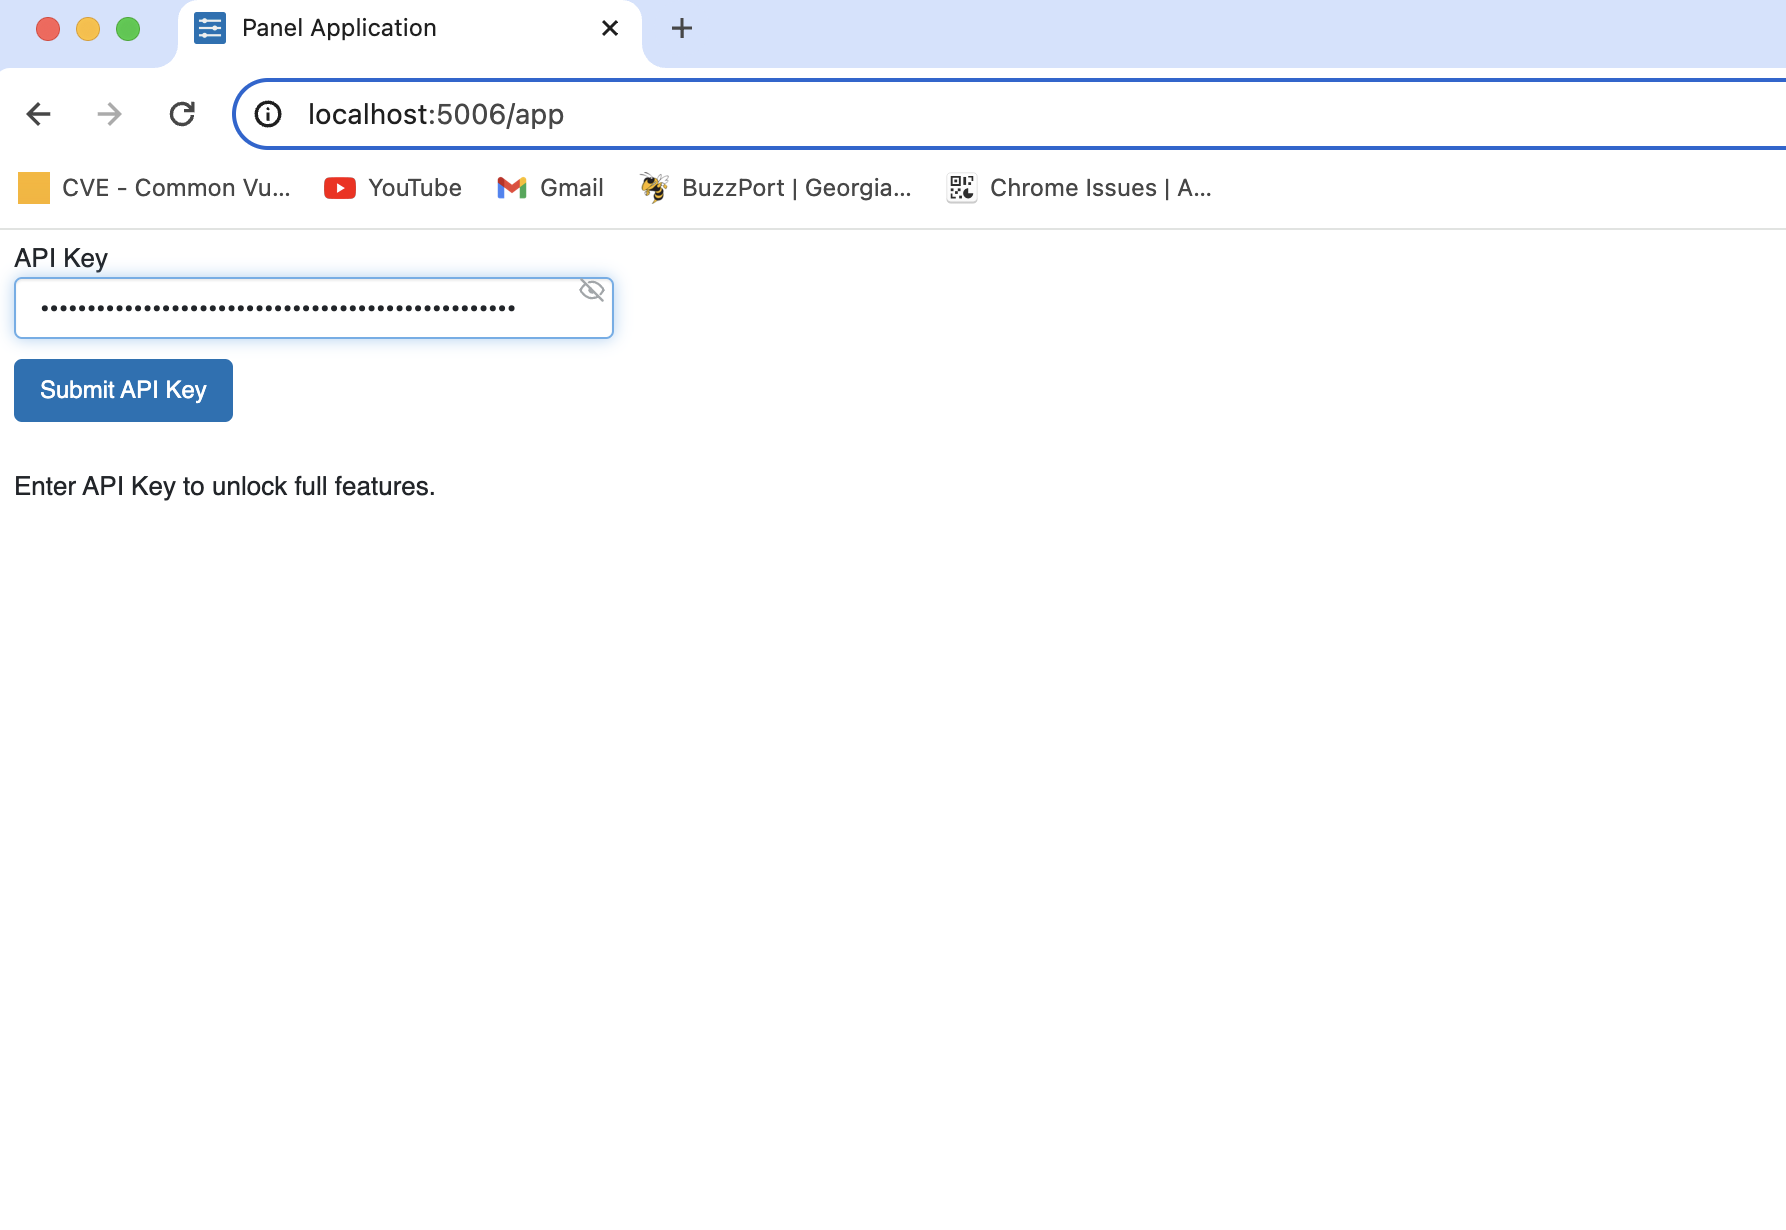 Panel Application
localhost:5006/app
CVE - Common Vu...
YouTube
Gmail
BuzzPort | Georgia...
Chrome Issues | A...
API Key
••••••••••••••••••••••••••••••••••••••••••••••••••••
Submit API Key
Enter API Key to unlock full features.